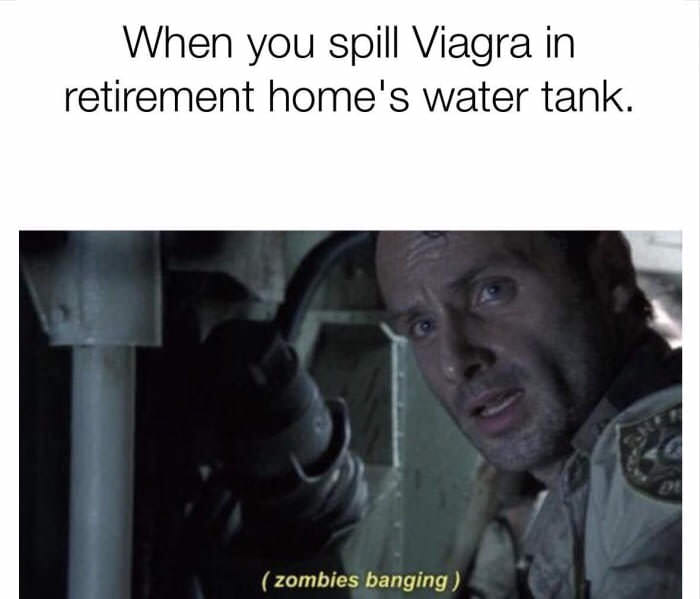 When you spill Viagra in
retirement home's water tank.
( zombies banging )